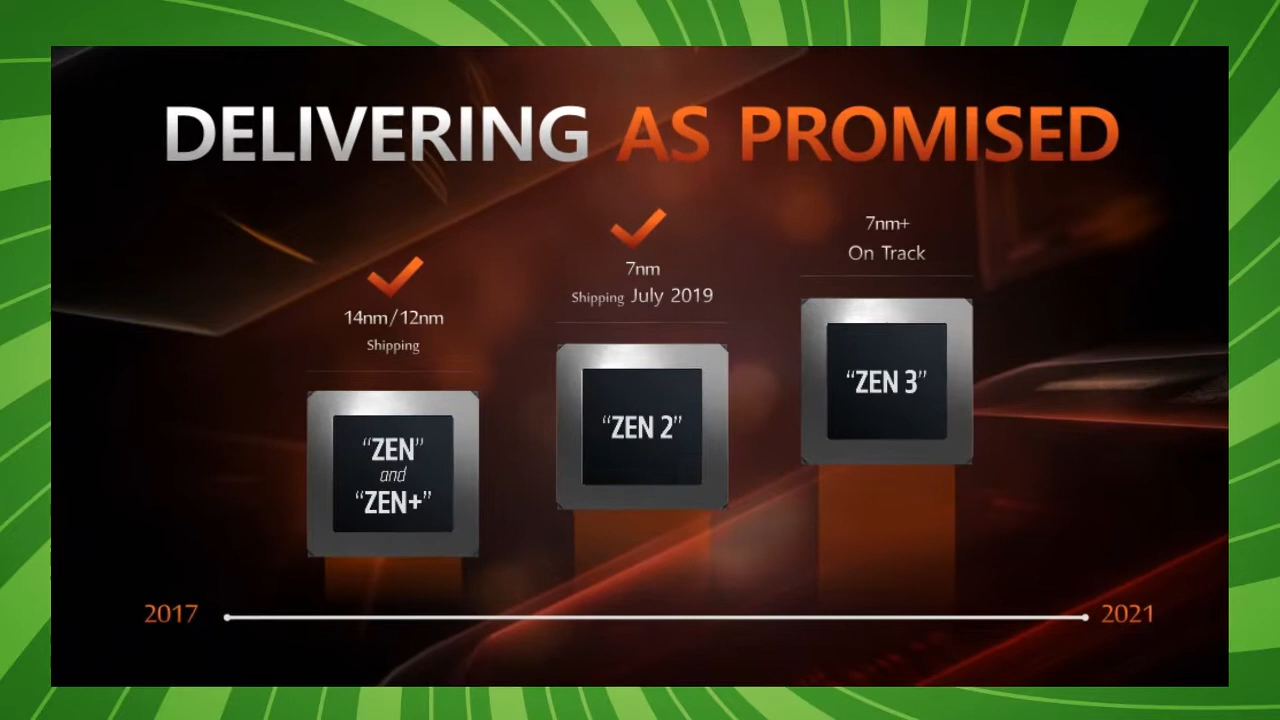 DELIVERING AS PROMISED
14nm/12nm
Shipping
“ZEN”
and
“ZEN+”
7nm
Shipping July 2019
“ZEN 2”
7nm+
On Track
“ZEN 3”
2017
2021